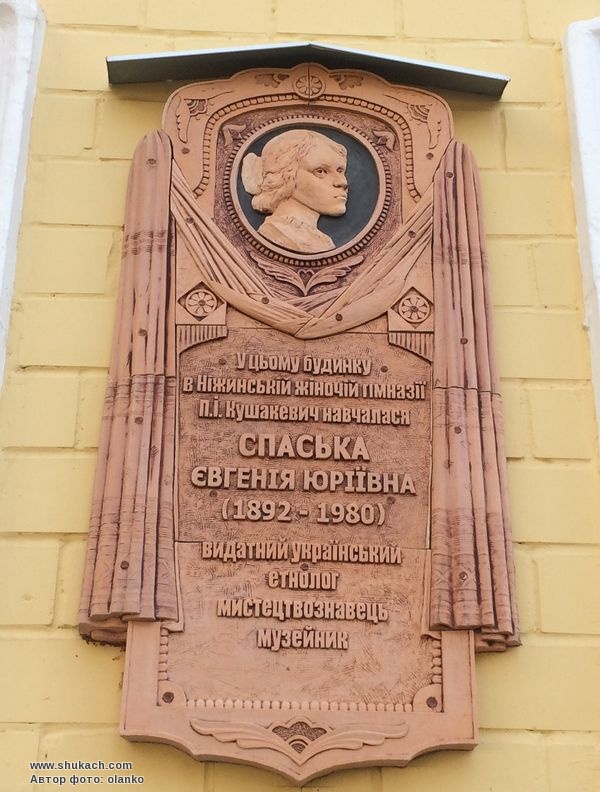 У цьому будинку
в Ніжинській жіночій гімназії
п.і. Кушакевич навчалася
СПАСЬКА
ЄВГЕНІЯ ЮРІЇВНА
(1892 - 1980)
видатний український
етнолог
мистецтвознавець
музейник
www.shukach.com
Автор фото: olanko